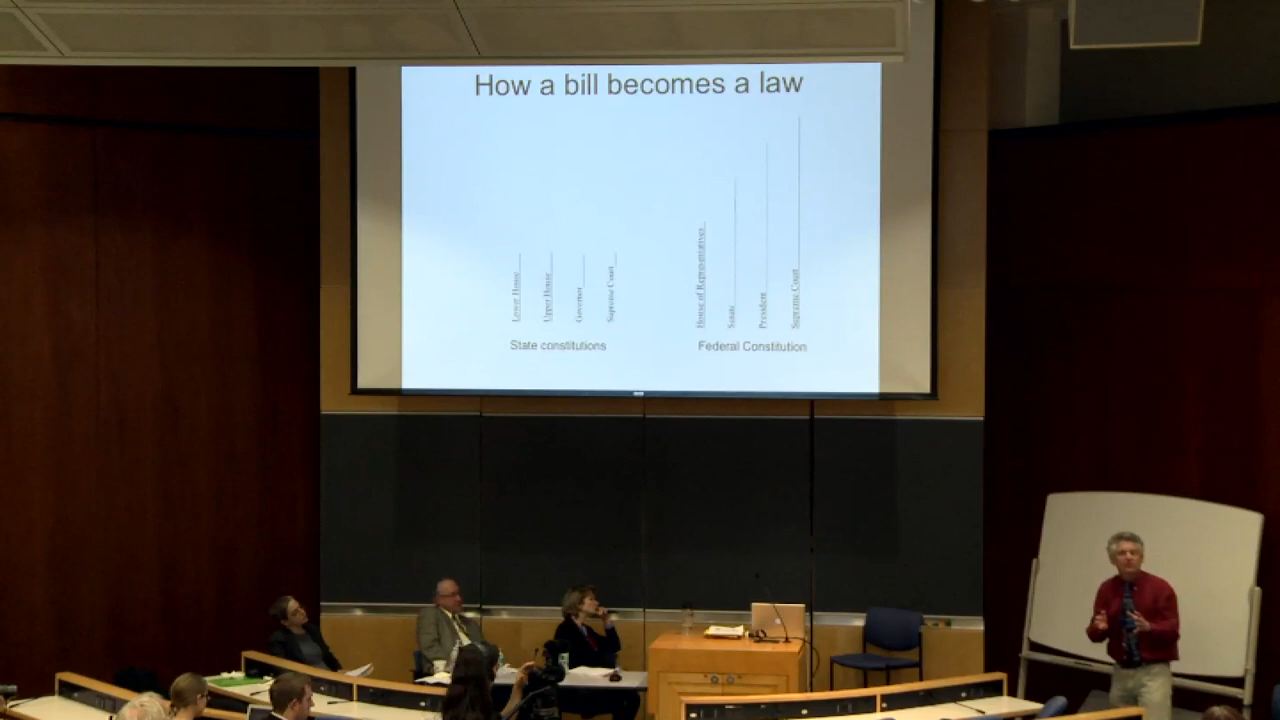 How a bill becomes a law
Lower House
Upper House
Governor
Supreme Court
State constitutions
House of Representatives
Senate
President
Supreme Court
Federal Constitution